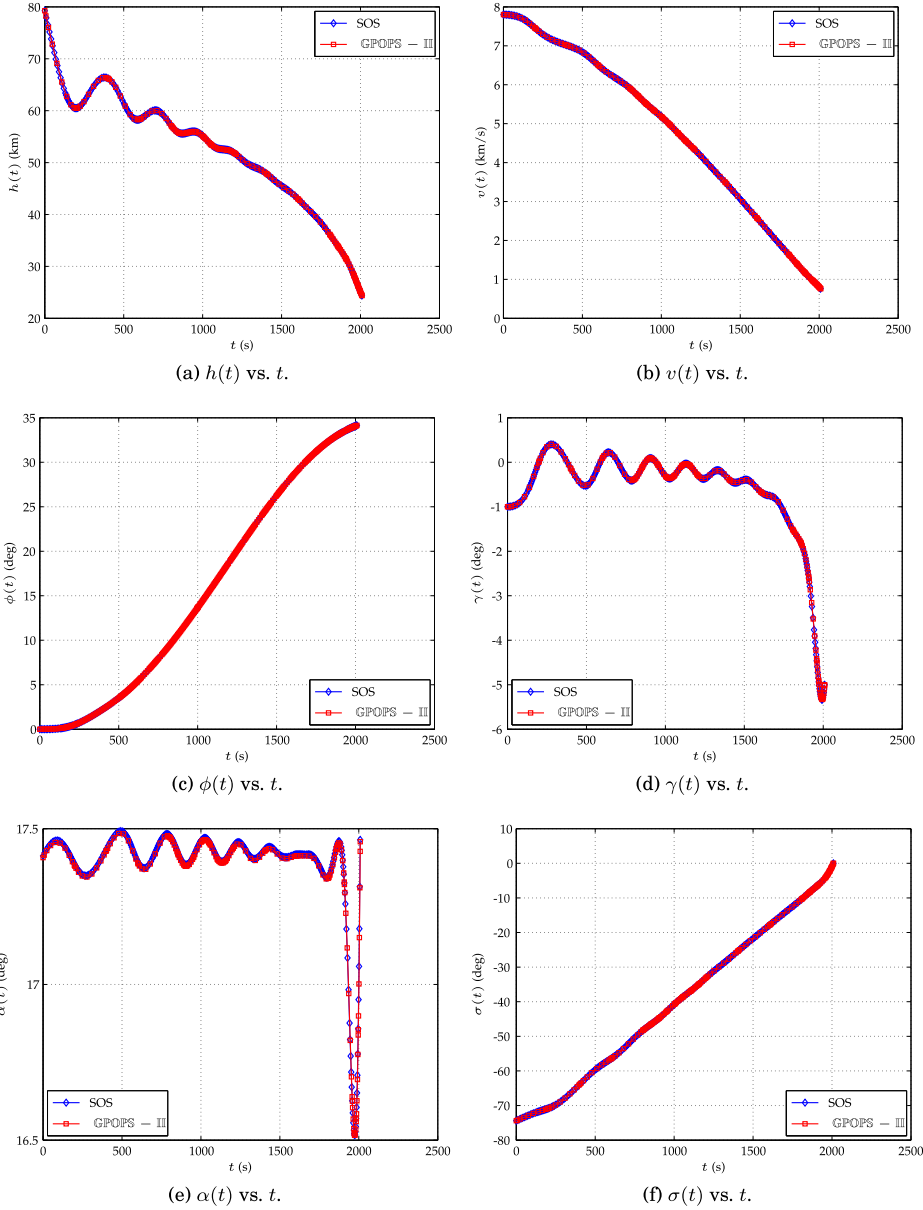 80
70
60
50
40
30
20
0 500 1000 1500 2000 2500
h(t) (km)
t (s)
SOS
GPOPS − II
(a) h(t) vs. t.
8
7
6
5
4
3
2
1
0
0 500 1000 1500 2000 2500
v(t) (km/s)
t (s)
SOS
GPOPS − II
(b) v(t) vs. t.
35
30
25
20
15
10
5
0
0 500 1000 1500 2000 2500
ϕ(t) (deg)
t (s)
SOS
GPOPS − II
(c) ϕ(t) vs. t.
1
0
-1
-2
-3
-4
-5
-6
0 500 1000 1500 2000 2500
γ(t) (deg)
t (s)
SOS
GPOPS − II
(d) γ(t) vs. t.
17.5
17
16.5
0 500 1000 1500 2000 2500
α(t) (deg)
t (s)
SOS
GPOPS − II
(e) α(t) vs. t.
10
0
-10
-20
-30
-40
-50
-60
-70
-80
0 500 1000 1500 2000 2500
σ(t) (deg)
t (s)
SOS
GPOPS − II
(f) σ(t) vs. t.